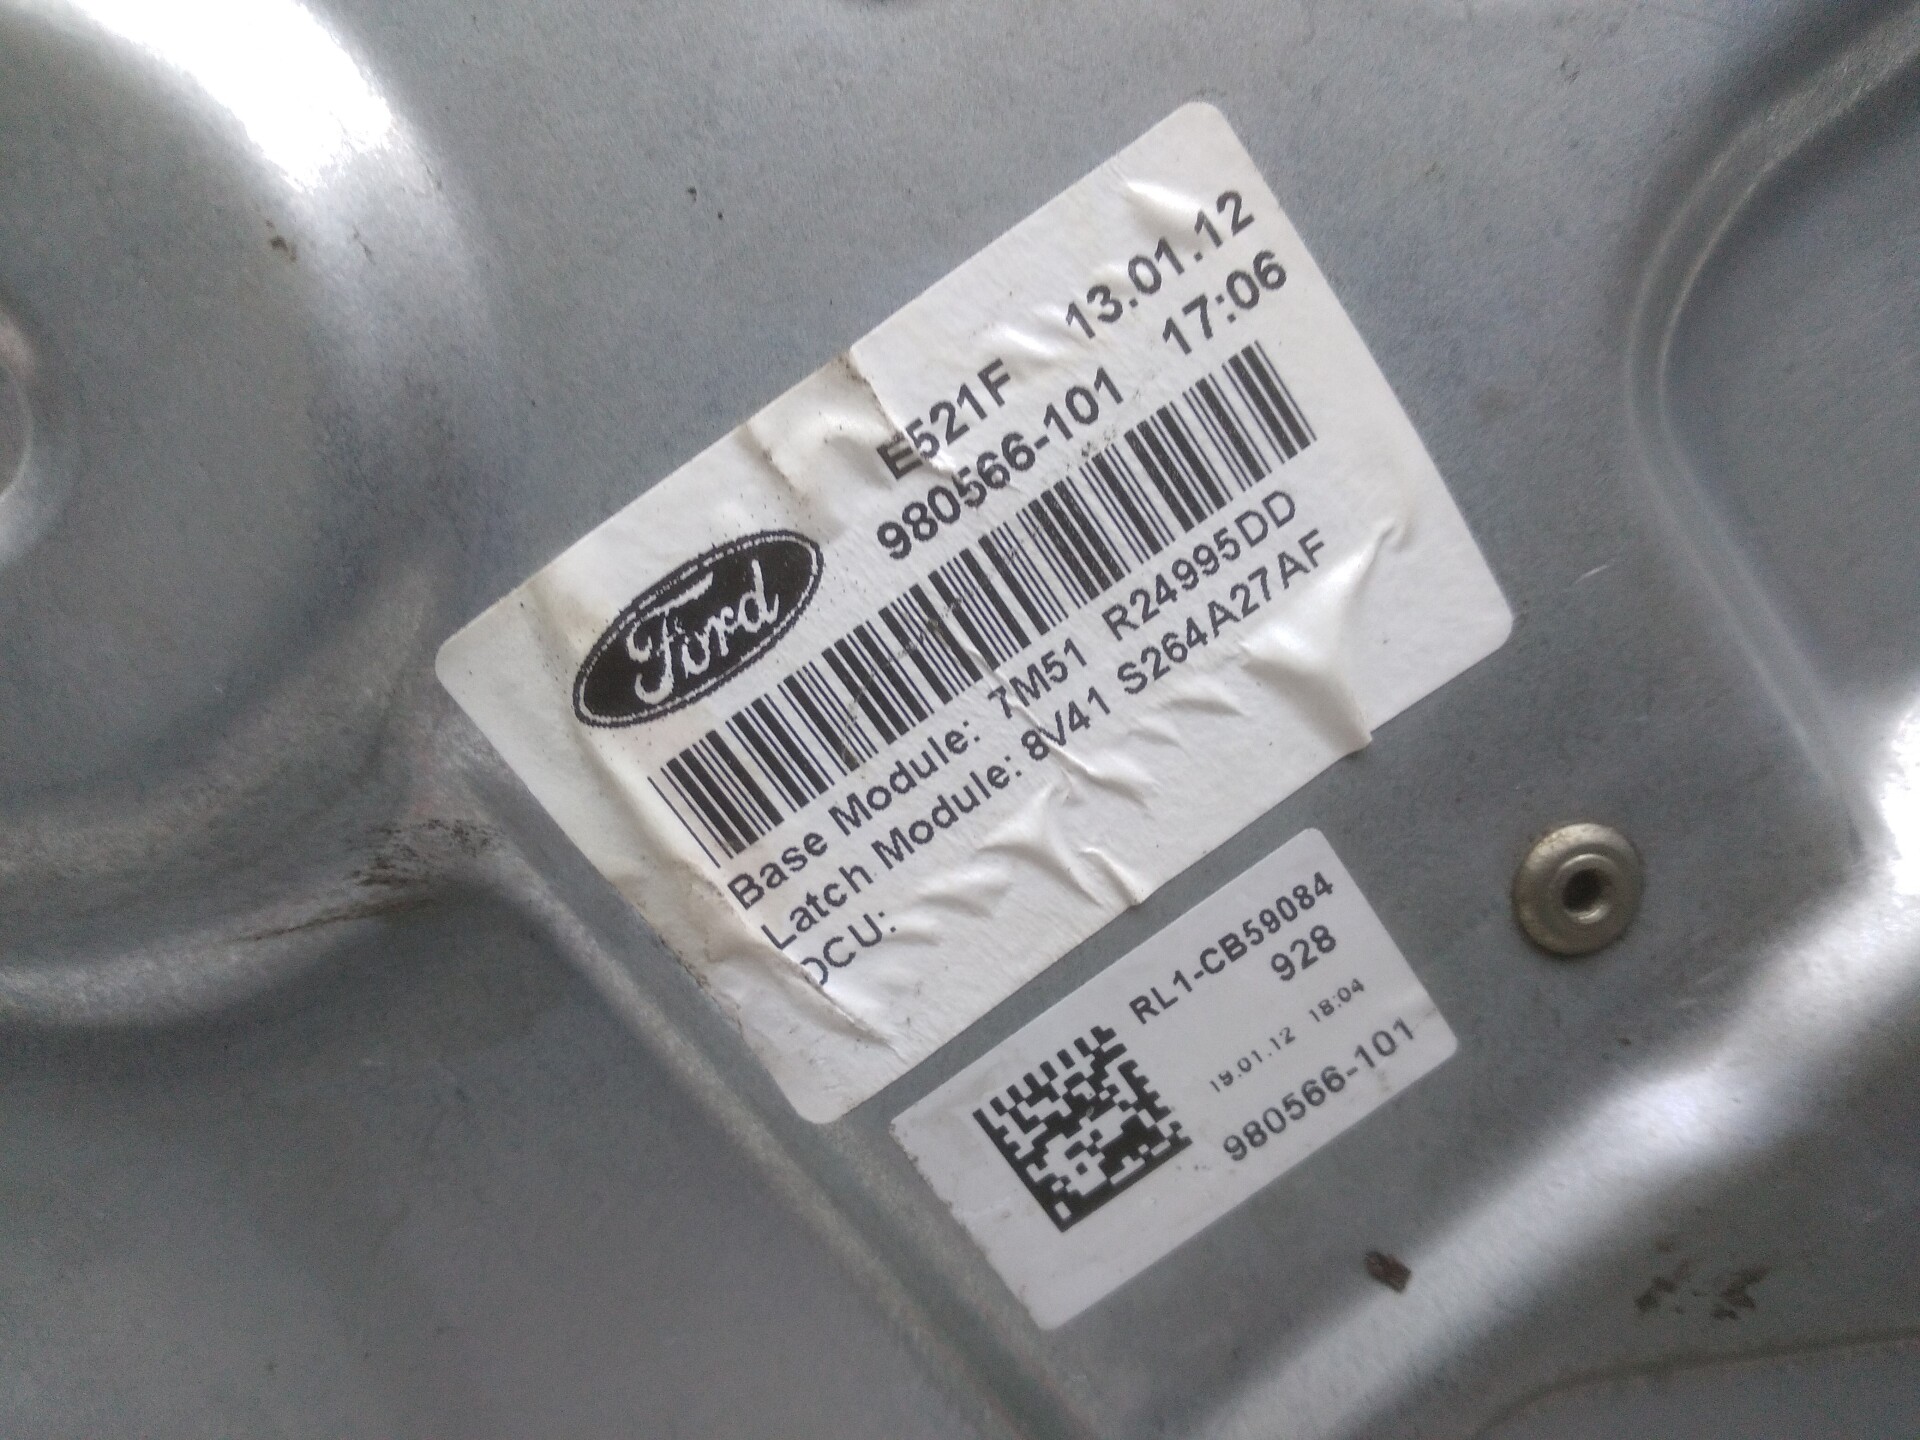 E521F 13.01.12
980566-101 17:06
Ford
Base Module: 7M51 R24995DD
Latch Module: 8V41 S264A27AF
DCU:
RL1-CB59084
928
19.01.12 18:04
980566-101